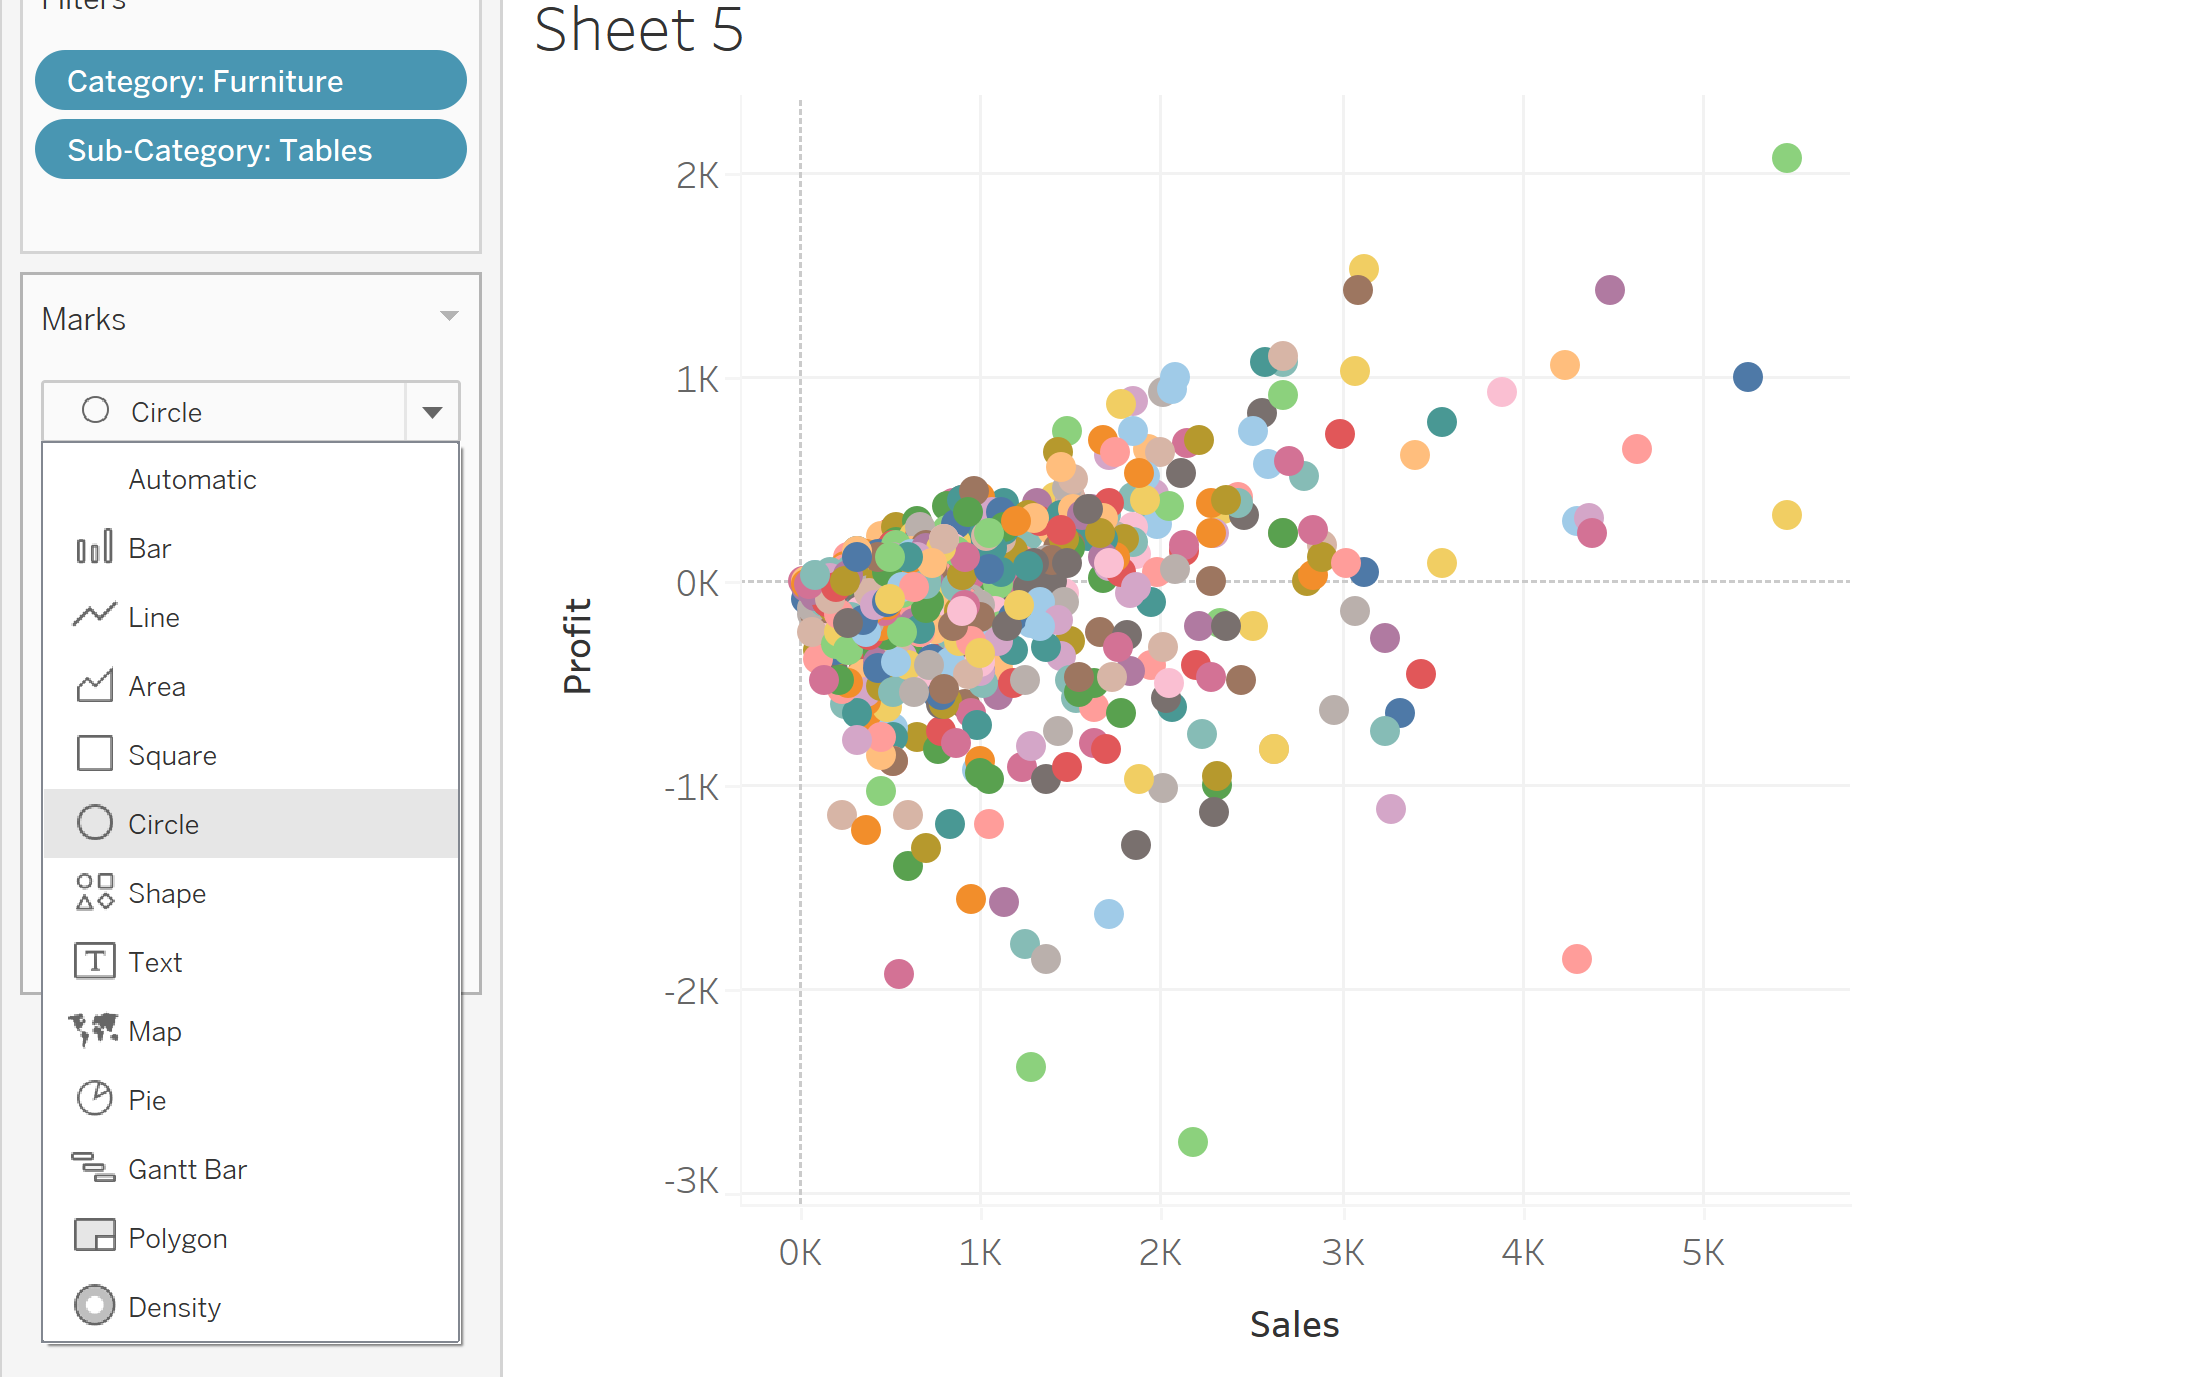 Filters
Category: Furniture
Sub-Category: Tables
Marks
Circle
Automatic
Bar
Line
Area
Square
Circle
Shape
Text
Map
Pie
Gantt Bar
Polygon
Density
Sheet 5
Profit
2K
1K
0K
-1K
-2K
-3K
0K 1K 2K 3K 4K 5K
Sales